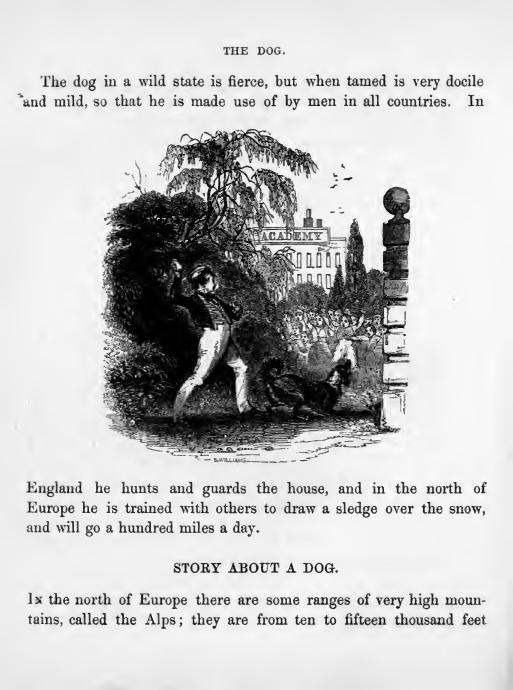 THE DOG.
The dog in a wild state is fierce, but when tamed is very docile
and mild, so that he is made use of by men in all countries. In
ACADEMY
S.WILLIAMS
England he hunts and guards the house, and in the north of
Europe he is trained with others to draw a sledge over the snow,
and will go a hundred miles a day.
STORY ABOUT A DOG.
In the north of Europe there are some ranges of very high moun-
tains, called the Alps; they are from ten to fifteen thousand feet